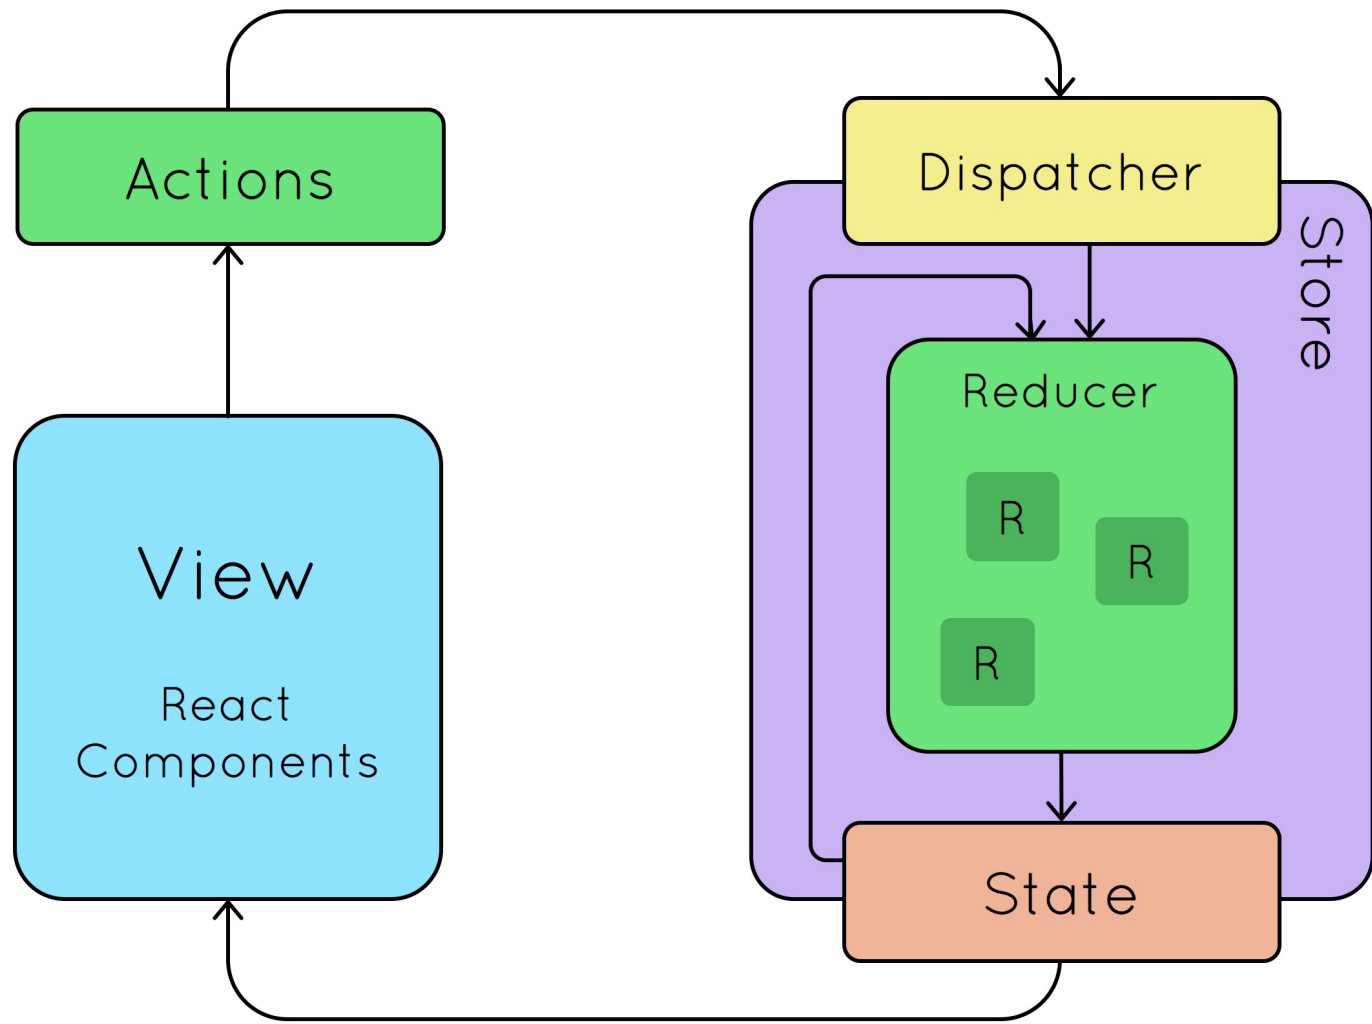 Actions
Dispatcher
Store
Reducer
R
R
R
View
React
Components
State